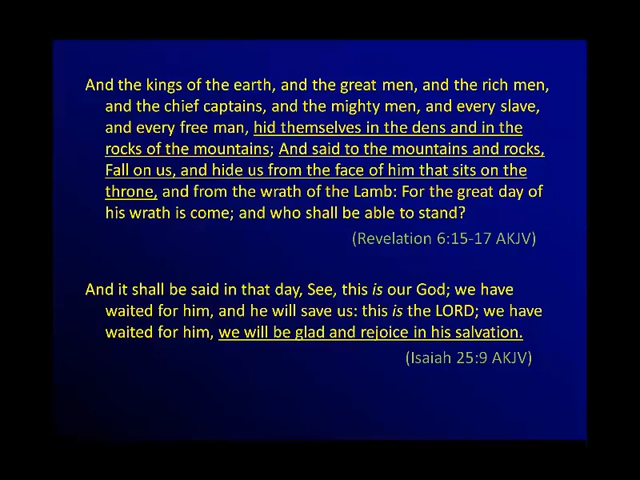 And the kings of the earth, and the great men, and the rich men,
and the chief captains, and the mighty men, and every slave,
and every free man, hid themselves in the dens and in the
rocks of the mountains; And said to the mountains and rocks,
Fall on us, and hide us from the face of him that sits on the
throne, and from the wrath of the Lamb: For the great day of
his wrath is come; and who shall be able to stand?
(Revelation 6:15-17 AKJV)
And it shall be said in that day, See, this is our God; we have
waited for him, and he will save us: this is the LORD; we have
waited for him, we will be glad and rejoice in his salvation.
(Isaiah 25:9 AKJV)